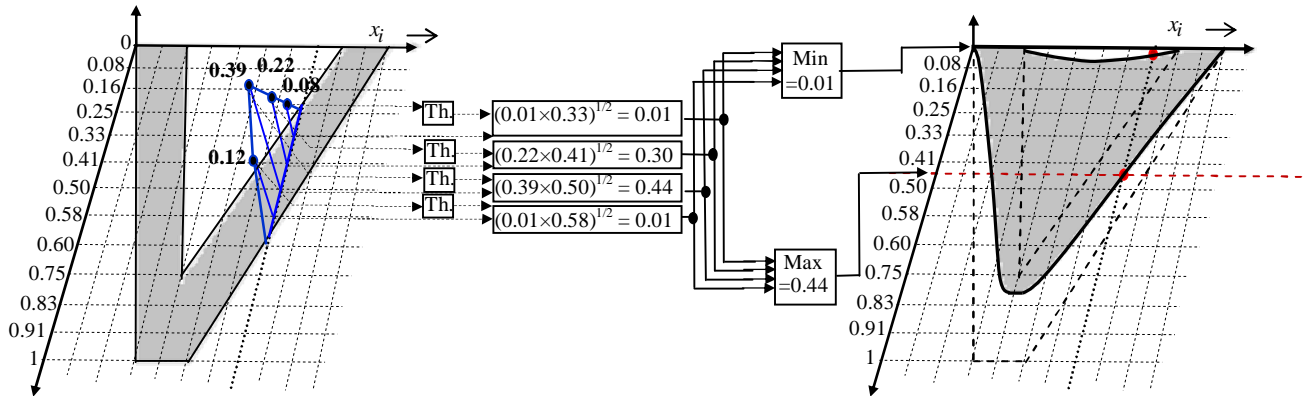 x_i
0
0.08
0.16
0.25
0.33
0.41
0.50
0.58
0.60
0.75
0.83
0.91
1
0.39
0.22
0.08
0.12
Th.
Th.
Th.
Th.
(0.01×0.33)^{1/2} = 0.01
(0.22×0.41)^{1/2} = 0.30
(0.39×0.50)^{1/2} = 0.44
(0.01×0.58)^{1/2} = 0.01
Min
=0.01
Max
=0.44
x_i
0
0.08
0.16
0.25
0.33
0.41
0.50
0.58
0.60
0.75
0.83
0.91
1